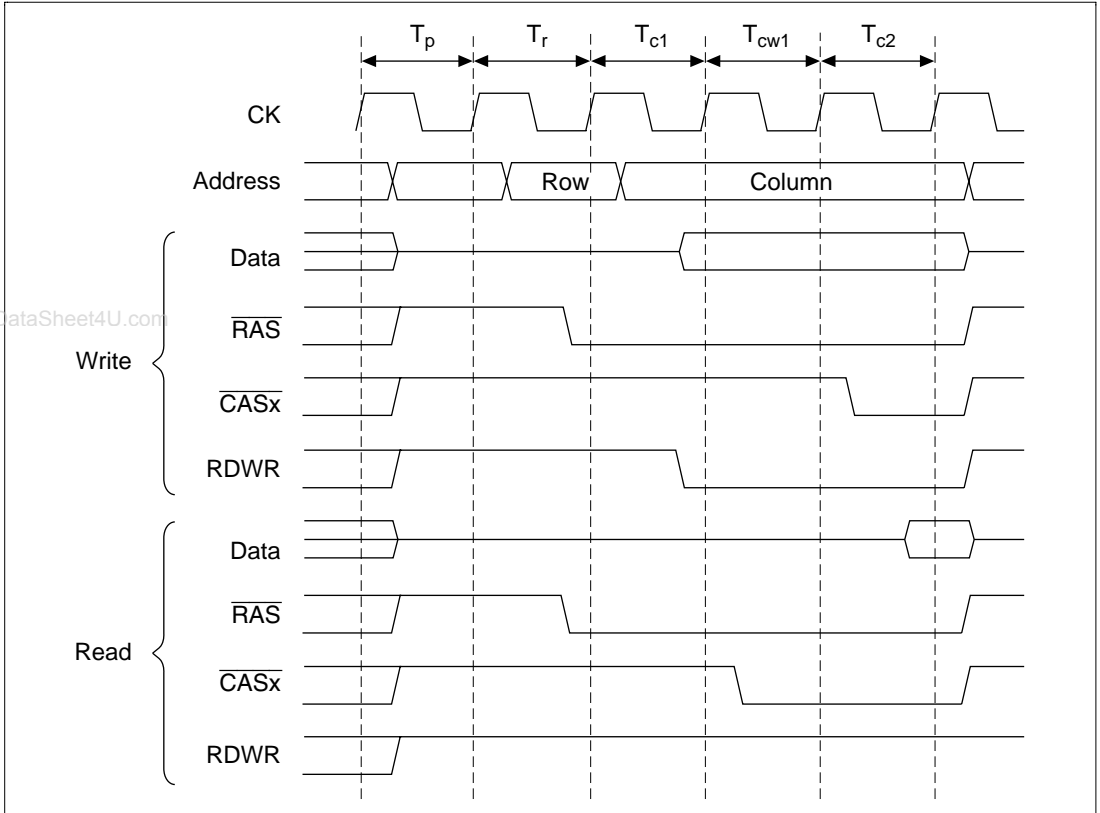 Tp Tr Tc1 Tcw1 Tc2
CK
Address Row Column
Data
DataSheet4U.com
RAS
Write
CASx
RDWR
Data
RAS
Read
CASx
RDWR